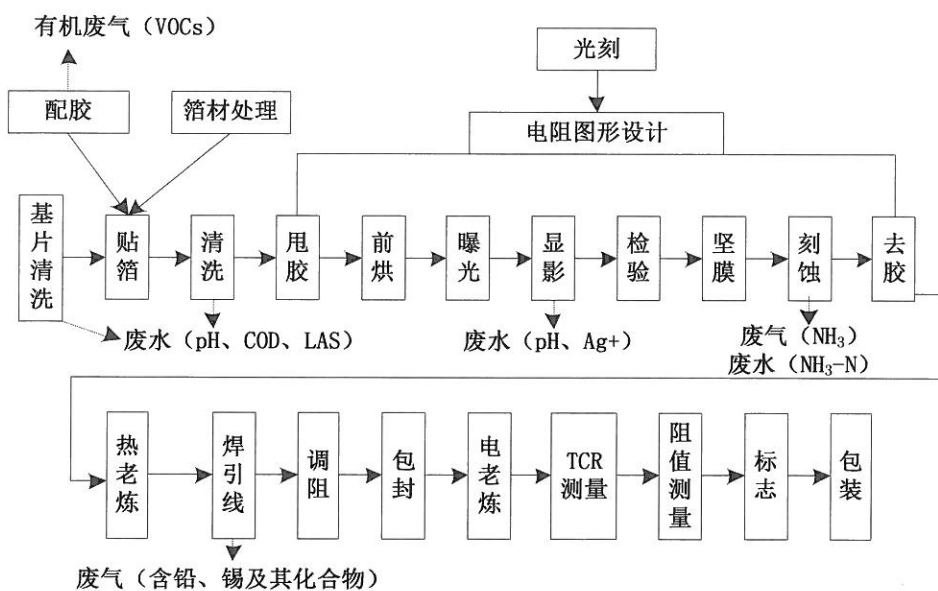 有机废气（VOCs）
光刻
配胶
箔材处理
电阻图形设计
基片清洗
贴箔
清洗
甩胶
前烘
曝光
显影
检验
坚膜
刻蚀
去胶
废水（pH、COD、LAS）
废水（pH、Ag+）
废气（NH₃）
废水（NH₃-N）
热老炼
焊引线
调阻
包封
电老炼
TCR
测量
阻值测量
标志
包装
废气（含铅、锡及其化合物）